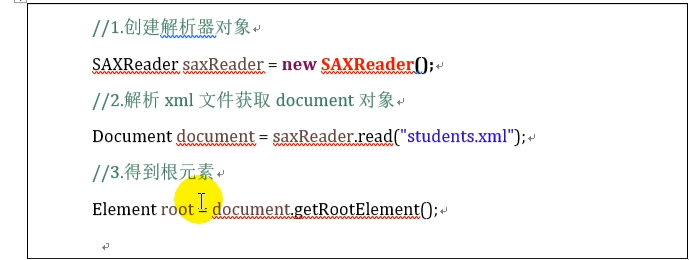 //1.创建解析器对象
SAXReader saxReader = new SAXReader();
//2.解析 xml 文件获取 document 对象
Document document = saxReader.read("students.xml");
//3.得到根元素
Element root = document.getRootElement();